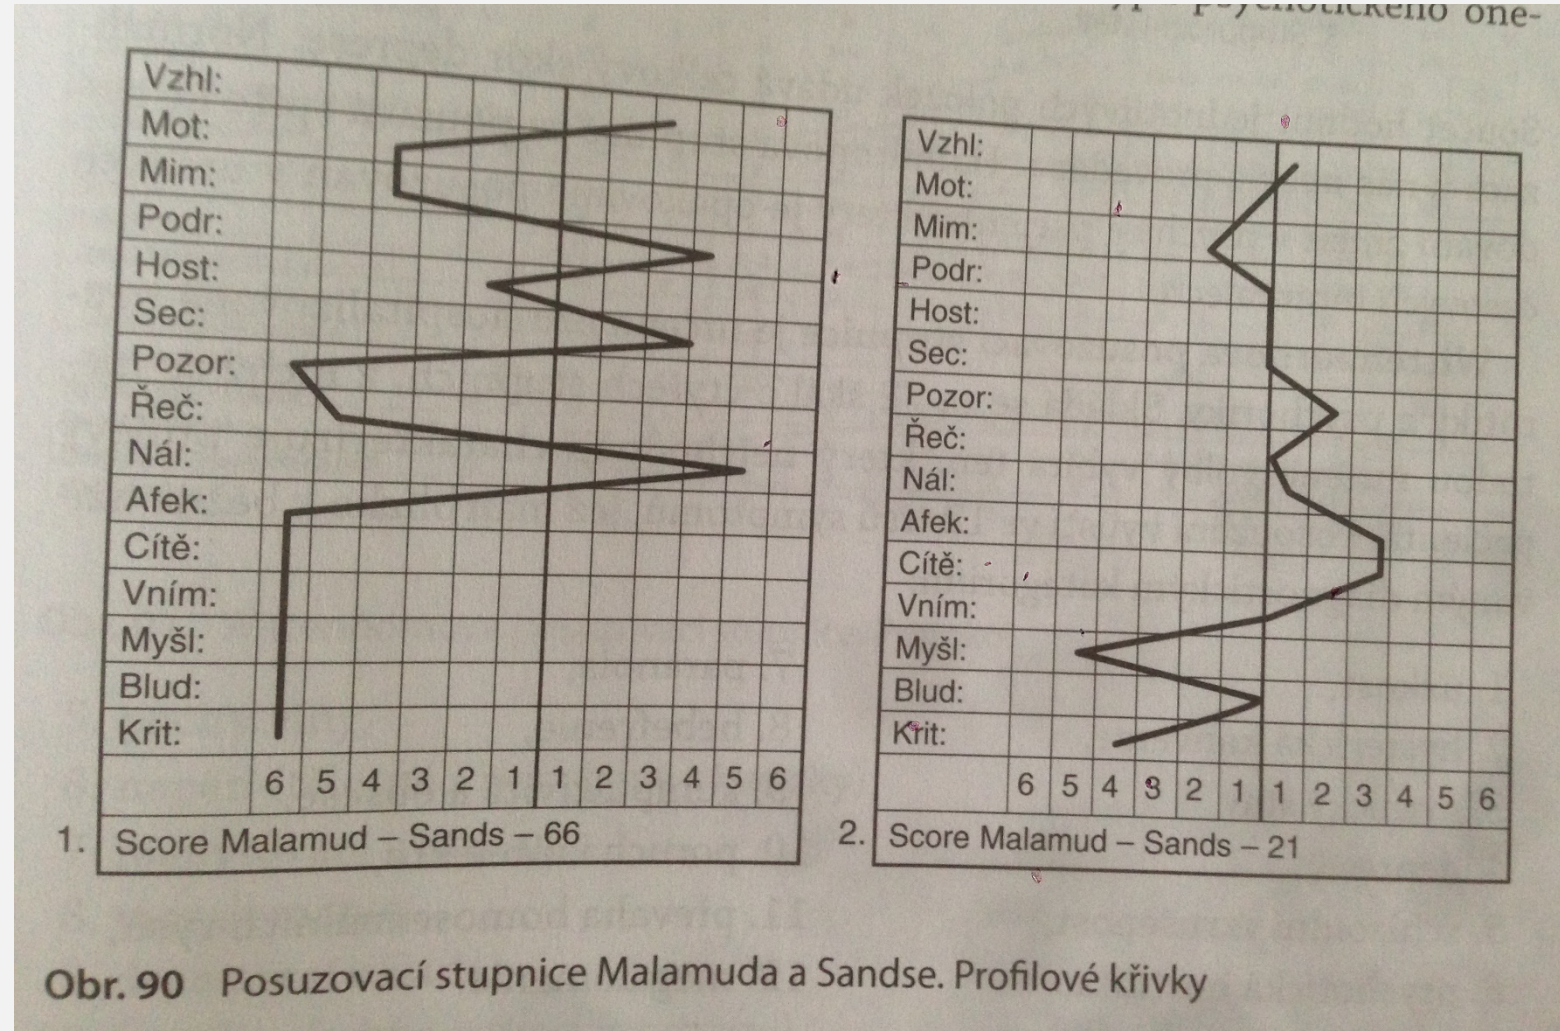 psychotického one-
Vzhl:
Mot:
Mim:
Podr:
Host:
Sec:
Pozor:
Řeč:
Nál:
Afek:
Cítě:
Vním:
Myšl:
Blud:
Krit:
6 5 4 3 2 1 1 2 3 4 5 6
1. Score Malamud – Sands – 66
Vzhl:
Mot:
Mim:
Podr:
Host:
Sec:
Pozor:
Řeč:
Nál:
Afek:
Cítě:
Vním:
Myšl:
Blud:
Krit:
6 5 4 3 2 1 1 2 3 4 5 6
2. Score Malamud – Sands – 21
Obr. 90 Posuzovací stupnice Malamuda a Sandse. Profilové křivky